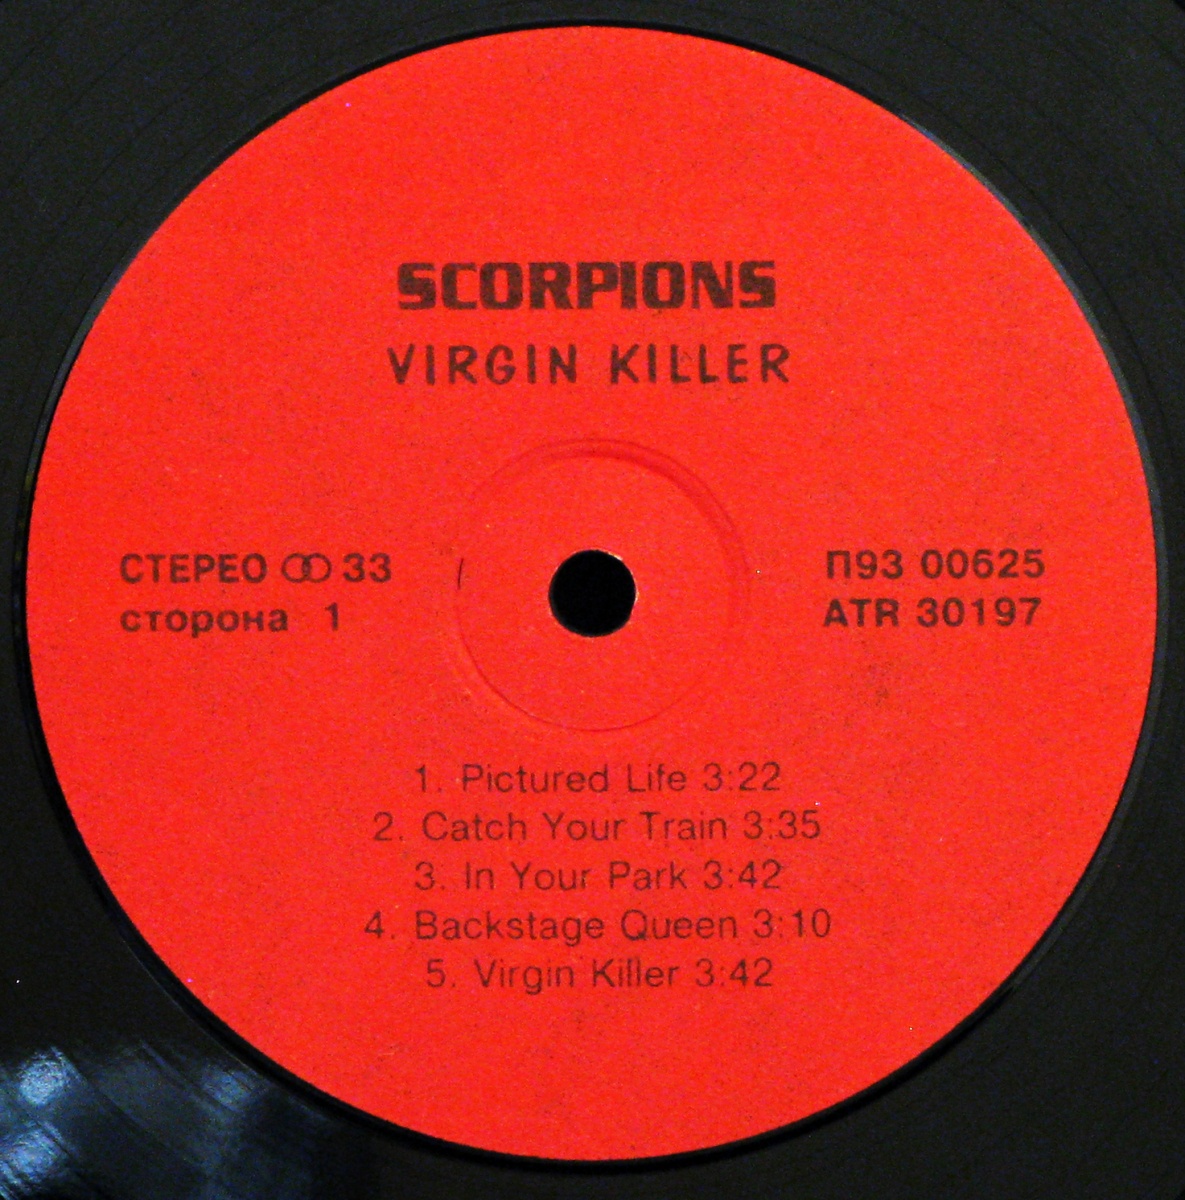 SCORPIONS
VIRGIN KILLER
СТЕРЕО ꝏ 33
сторона 1
П93 00625
ATR 30197
1. Pictured Life 3:22
2. Catch Your Train 3:35
3. In Your Park 3:42
4. Backstage Queen 3:10
5. Virgin Killer 3:42